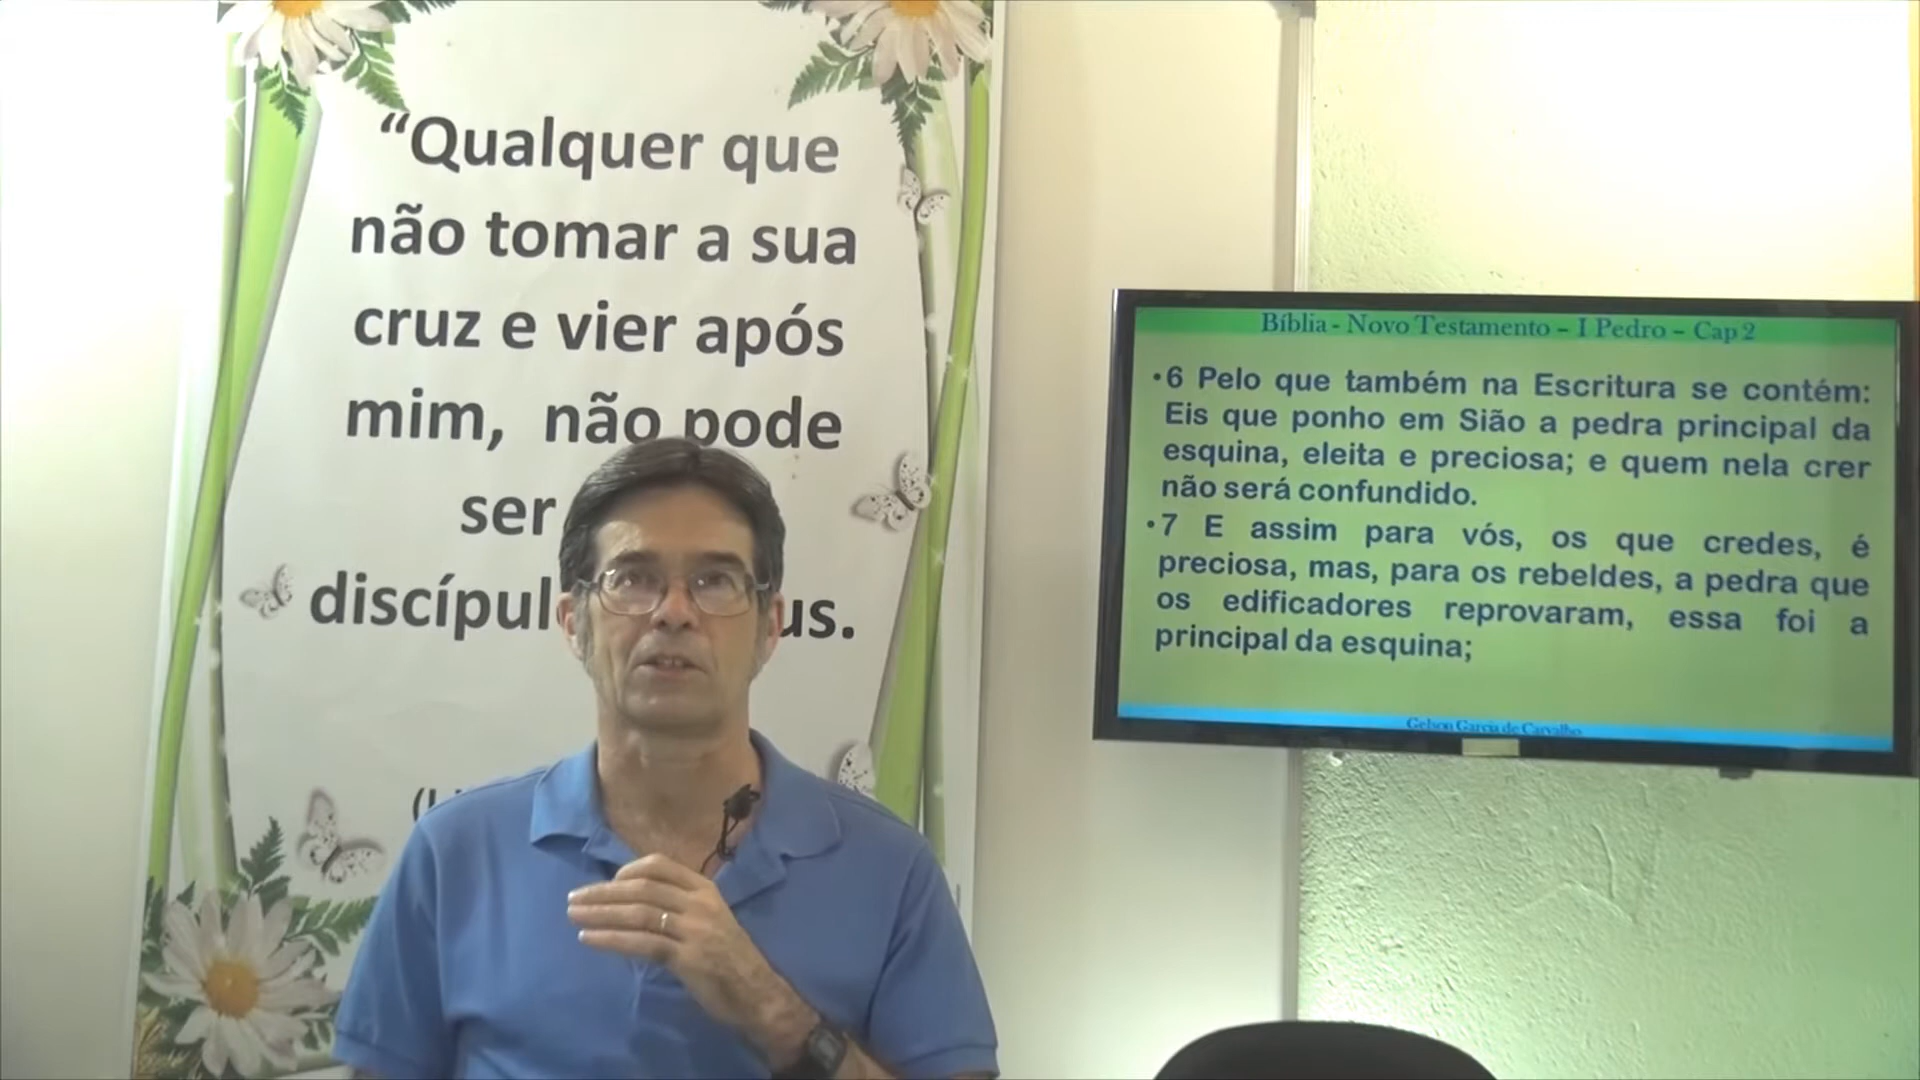 “Qualquer que
não tomar a sua
cruz e vier após
mim, não pode
ser
us.
Bíblia - Novo Testamento – I Pedro – Cap 2
•6 Pelo que também na Escritura se contém:
Eis que ponho em Sião a pedra principal da
esquina, eleita e preciosa; e quem nela crer
não será confundido.
•7 E assim para vós, os que credes, é
preciosa, mas, para os rebeldes, a pedra que
os edificadores reprovaram, essa foi a
principal da esquina;
Gelson Garcia de Carvalho